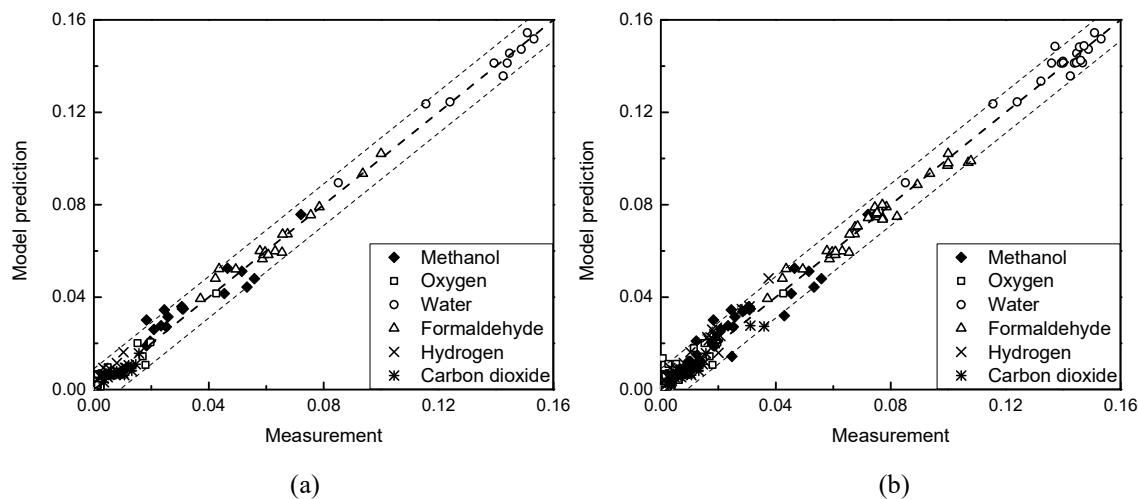 0.16
0.12
0.08
0.04
0.00
Model prediction
0.00 0.04 0.08 0.12 0.16
Measurement
Methanol
Oxygen
Water
Formaldehyde
Hydrogen
Carbon dioxide
(a)
0.16
0.12
0.08
0.04
0.00
Model prediction
0.00 0.04 0.08 0.12 0.16
Measurement
Methanol
Oxygen
Water
Formaldehyde
Hydrogen
Carbon dioxide
(b)